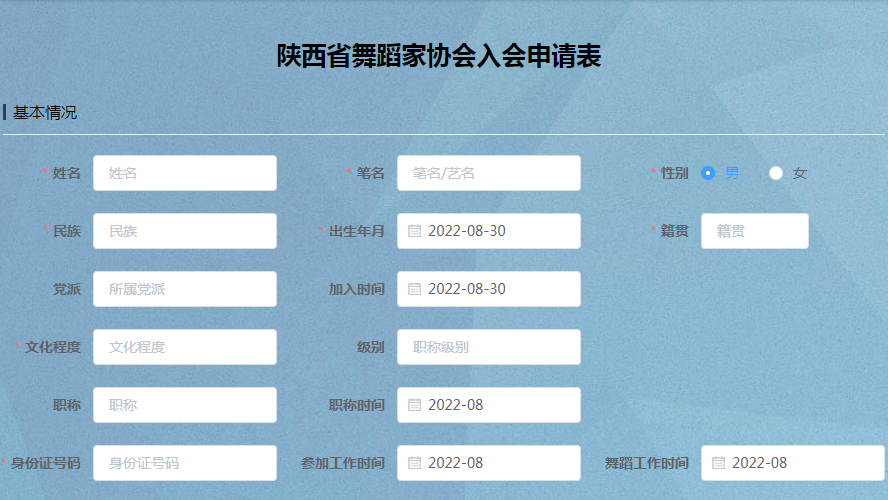 陕西省舞蹈家协会入会申请表
基本情况
* 姓名 姓名 * 笔名 笔名/艺名 * 性别 男 女
* 民族 民族 * 出生年月 2022-08-30 * 籍贯 籍贯
党派 所属党派 加入时间 2022-08-30
* 文化程度 文化程度 级别 职称级别
职称 职称 职称时间 2022-08
* 身份证号码 身份证号码 参加工作时间 2022-08 舞蹈工作时间 2022-08